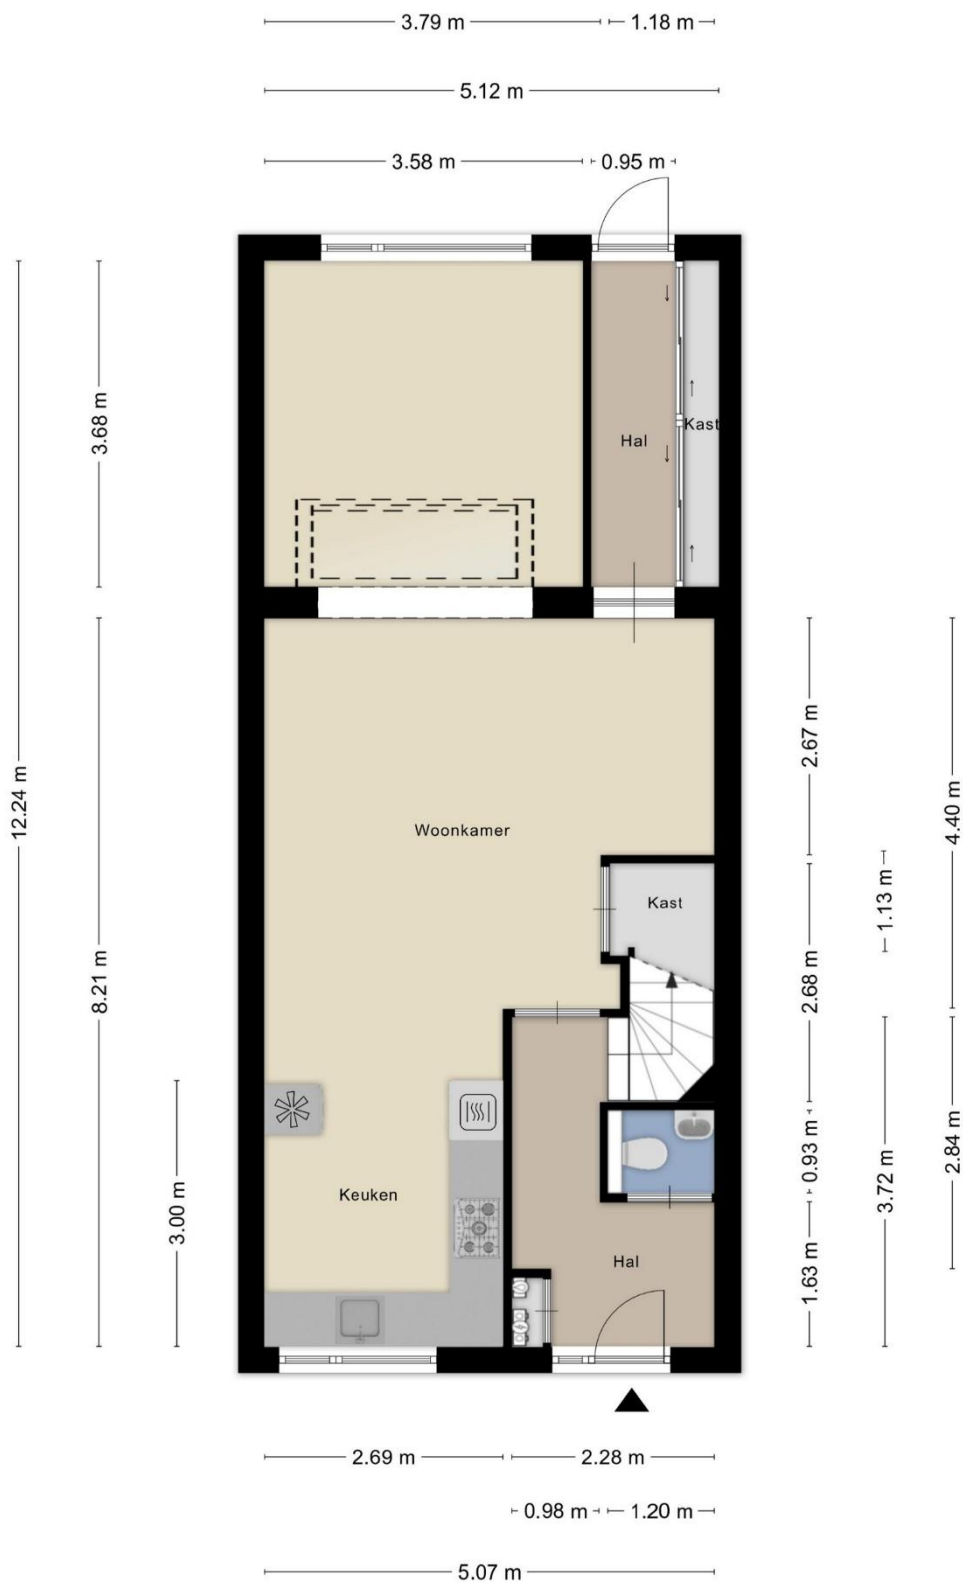 3.79 m
1.18 m
5.12 m
3.58 m
0.95 m
3.68 m
Hal
Kast
12.24 m
8.21 m
2.67 m
4.40 m
Woonkamer
1.13 m
Kast
2.68 m
3.00 m
Keuken
0.93 m
3.72 m
2.84 m
Hal
1.63 m
2.69 m
2.28 m
0.98 m
1.20 m
5.07 m